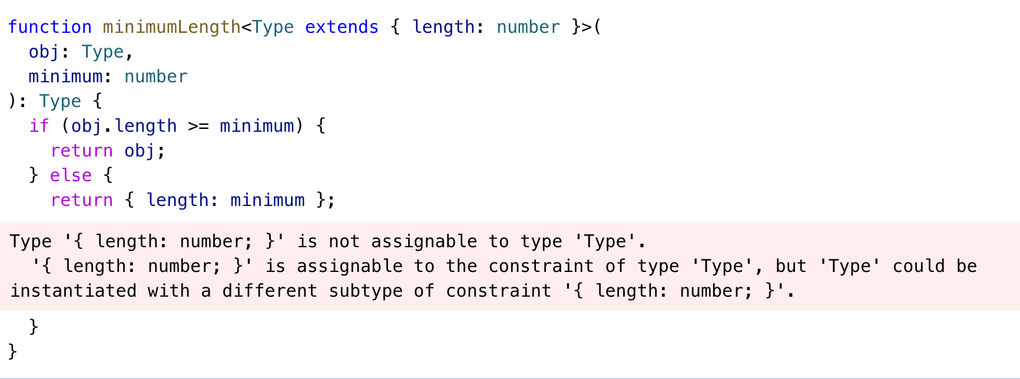 function minimumLength<Type extends { length: number }>(
  obj: Type,
  minimum: number
): Type {
  if (obj.length >= minimum) {
    return obj;
  } else {
    return { length: minimum };
Type '{ length: number; }' is not assignable to type 'Type'.
  '{ length: number; }' is assignable to the constraint of type 'Type', but 'Type' could be
instantiated with a different subtype of constraint '{ length: number; }'.
  }
}